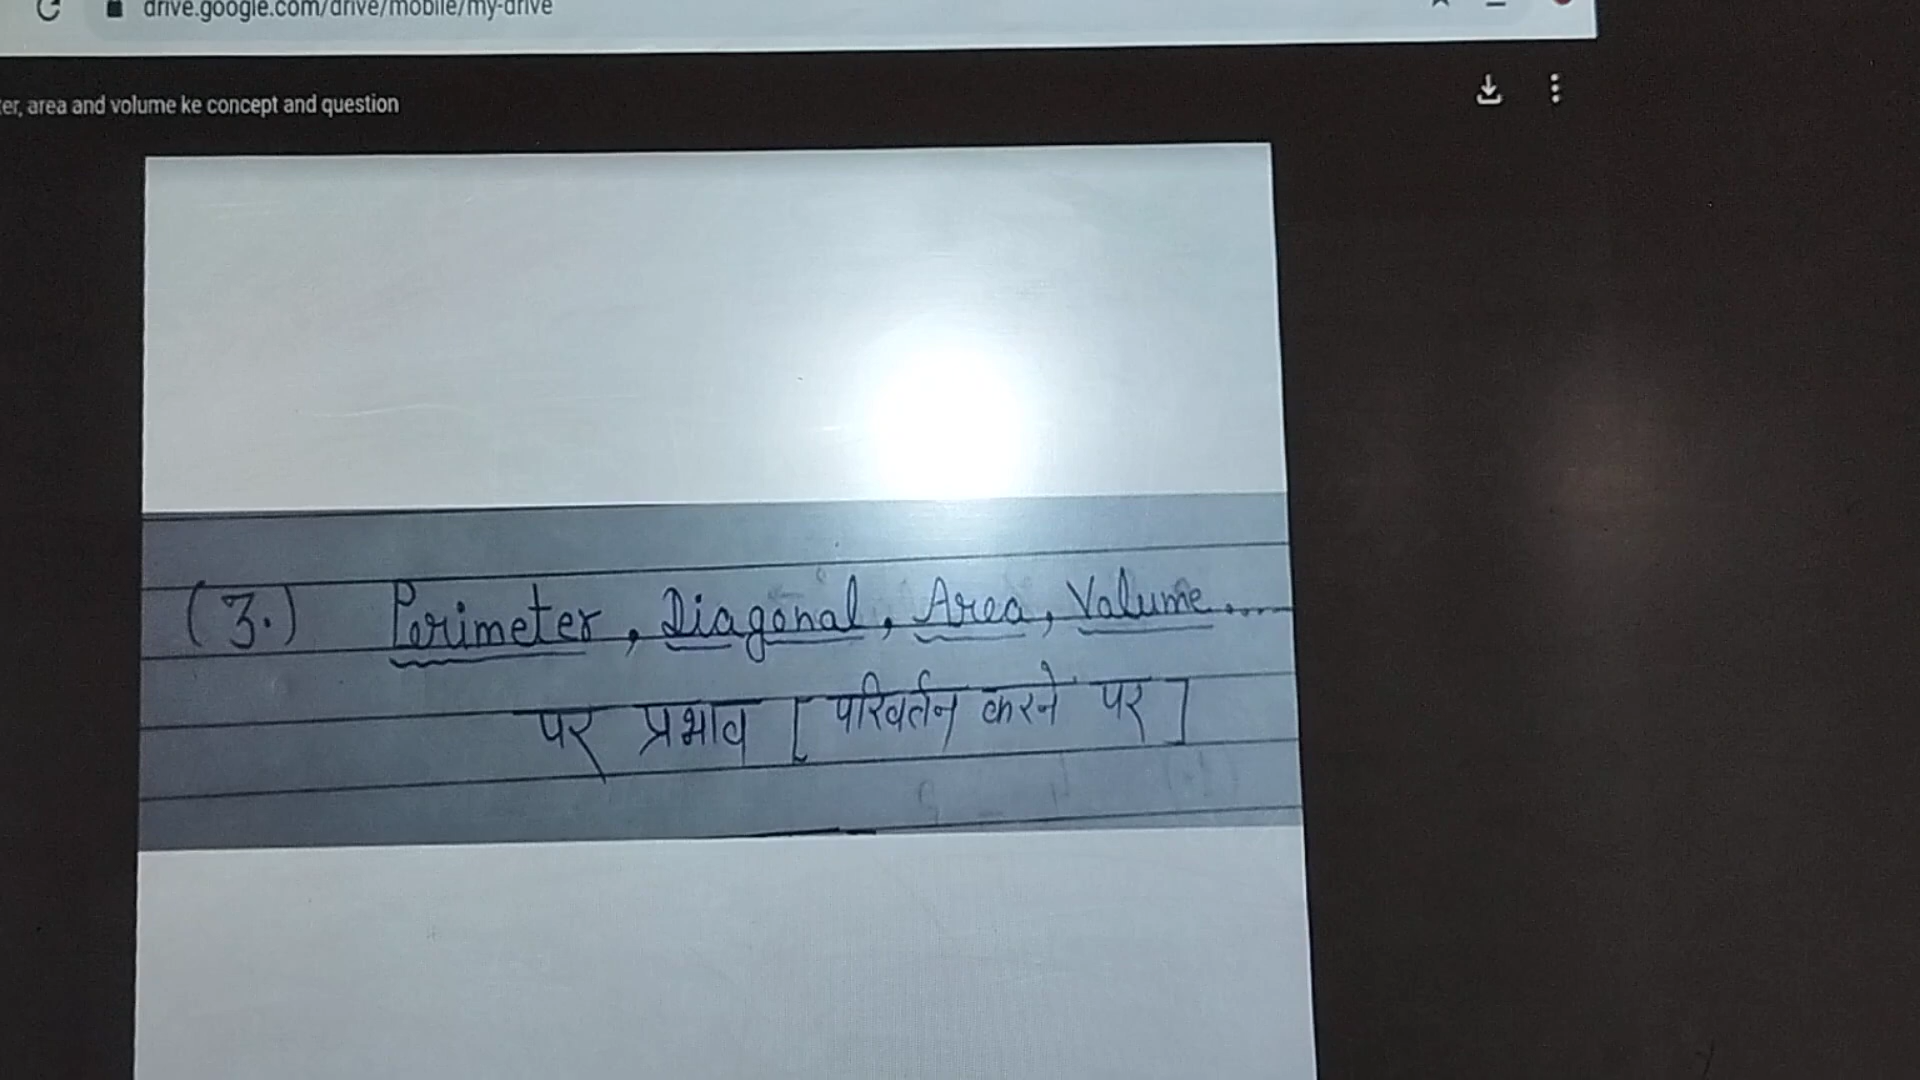 drive.google.com/drive/mobile/my-drive
er, area and volume ke concept and question
(3.) Perimeter, Diagonal, Area, Volume....
पर प्रभाव [परिवर्तन करने पर]